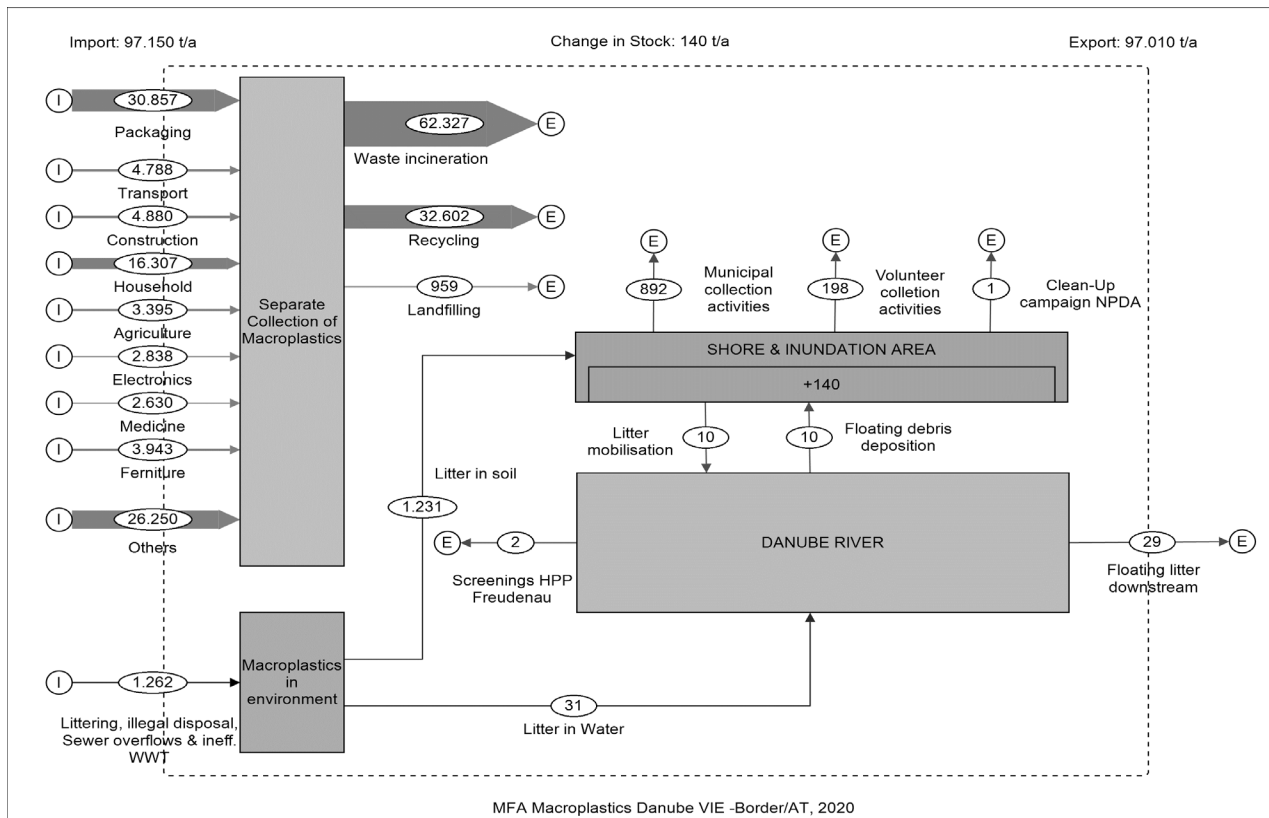 Import: 97.150 t/a
Change in Stock: 140 t/a
Export: 97.010 t/a
I
30.857
Packaging
I
4.788
Transport
I
4.880
Construction
I
16.307
Household
I
3.395
Agriculture
I
2.838
Electronics
I
2.630
Medicine
I
3.943
Ferniture
I
26.250
Others
Separate
Collection of
Macroplastics
62.327
E
Waste incineration
32.602
E
Recycling
959
E
Landfilling
E
892
Municipal
collection
activities
E
198
Volunteer
colletion
activities
E
1
Clean-Up
campaign NPDA
SHORE & INUNDATION AREA
+140
Litter
mobilisation
10
10
Floating debris
deposition
Litter in soil
1.231
DANUBE RIVER
E
2
Screenings HPP
Freudenau
29
E
Floating litter
downstream
I
1.262
Littering, illegal disposal,
Sewer overflows & ineff.
WWT
Macroplastics
in
environment
31
Litter in Water
MFA Macroplastics Danube VIE -Border/AT, 2020